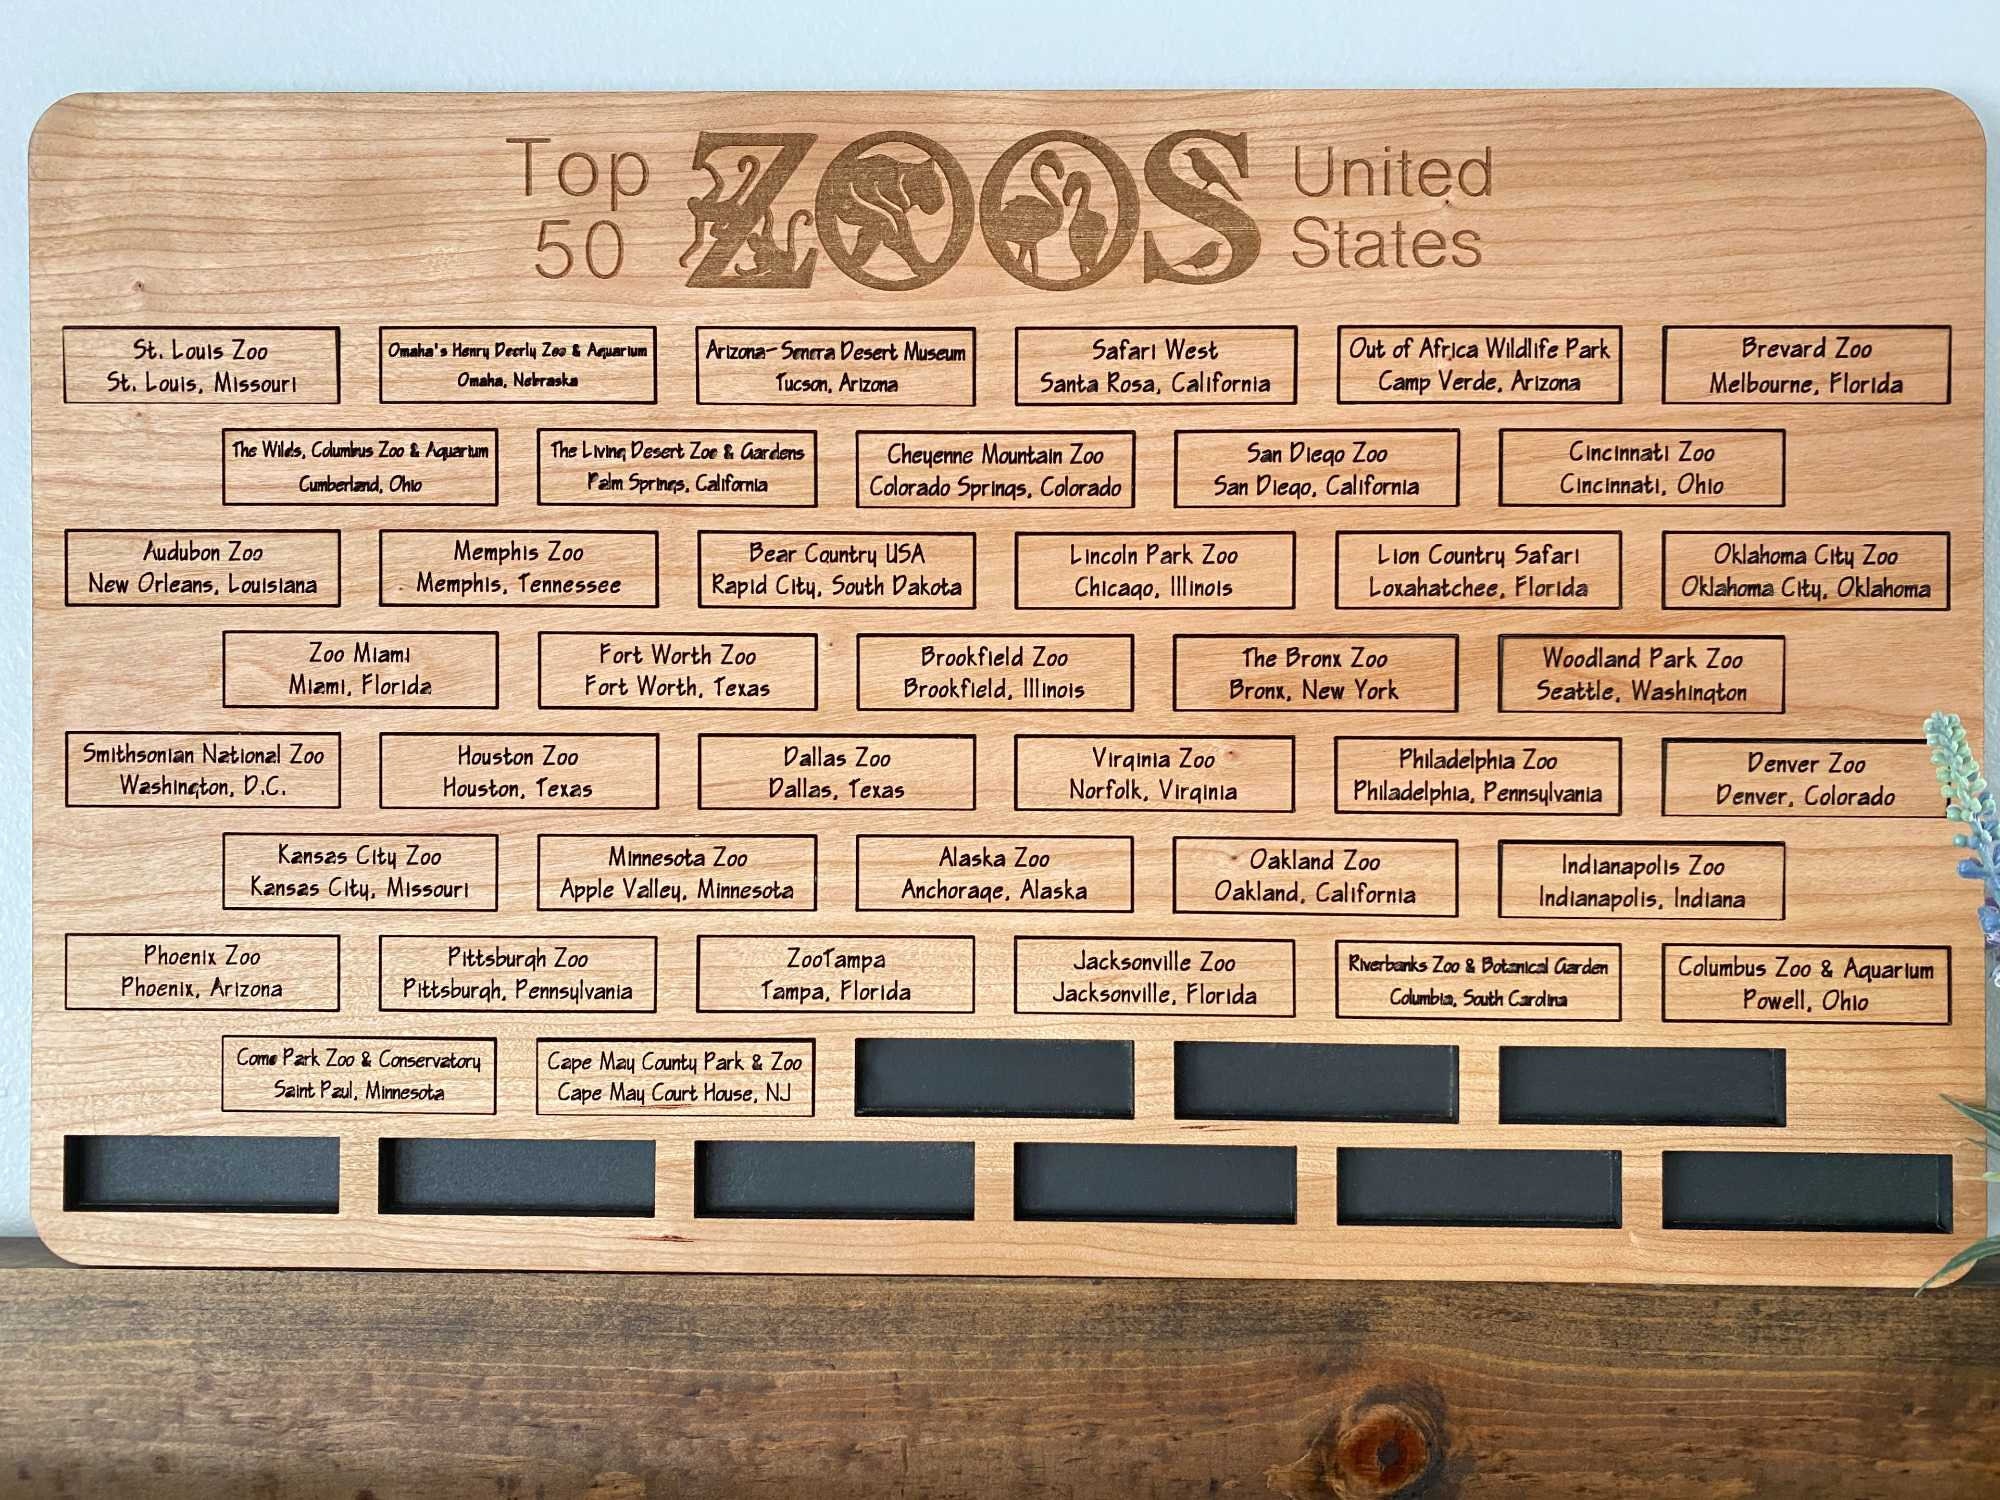 Top 50 ZOOS United States
St. Louis Zoo
St. Louis, Missouri
Omaha's Henry Doorly Zoo & Aquarium
Omaha, Nebraska
Arizona-Sonora Desert Museum
Tucson, Arizona
Safari West
Santa Rosa, California
Out of Africa Wildlife Park
Camp Verde, Arizona
Brevard Zoo
Melbourne, Florida
The Wilds, Columbus Zoo & Aquarium
Cumberland, Ohio
The Living Desert Zoo & Gardens
Palm Springs, California
Cheyenne Mountain Zoo
Colorado Springs, Colorado
San Diego Zoo
San Diego, California
Cincinnati Zoo
Cincinnati, Ohio
Audubon Zoo
New Orleans, Louisiana
Memphis Zoo
Memphis, Tennessee
Bear Country USA
Rapid City, South Dakota
Lincoln Park Zoo
Chicago, Illinois
Lion Country Safari
Loxahatchee, Florida
Oklahoma City Zoo
Oklahoma City, Oklahoma
Zoo Miami
Miami, Florida
Fort Worth Zoo
Fort Worth, Texas
Brookfield Zoo
Brookfield, Illinois
The Bronx Zoo
Bronx, New York
Woodland Park Zoo
Seattle, Washington
Smithsonian National Zoo
Washington, D.C.
Houston Zoo
Houston, Texas
Dallas Zoo
Dallas, Texas
Virginia Zoo
Norfolk, Virginia
Philadelphia Zoo
Philadelphia, Pennsylvania
Denver Zoo
Denver, Colorado
Kansas City Zoo
Kansas City, Missouri
Minnesota Zoo
Apple Valley, Minnesota
Alaska Zoo
Anchorage, Alaska
Oakland Zoo
Oakland, California
Indianapolis Zoo
Indianapolis, Indiana
Phoenix Zoo
Phoenix, Arizona
Pittsburgh Zoo
Pittsburgh, Pennsylvania
ZooTampa
Tampa, Florida
Jacksonville Zoo
Jacksonville, Florida
Riverbanks Zoo & Botanical Garden
Columbia, South Carolina
Columbus Zoo & Aquarium
Powell, Ohio
Como Park Zoo & Conservatory
Saint Paul, Minnesota
Cape May County Park & Zoo
Cape May Court House, NJ